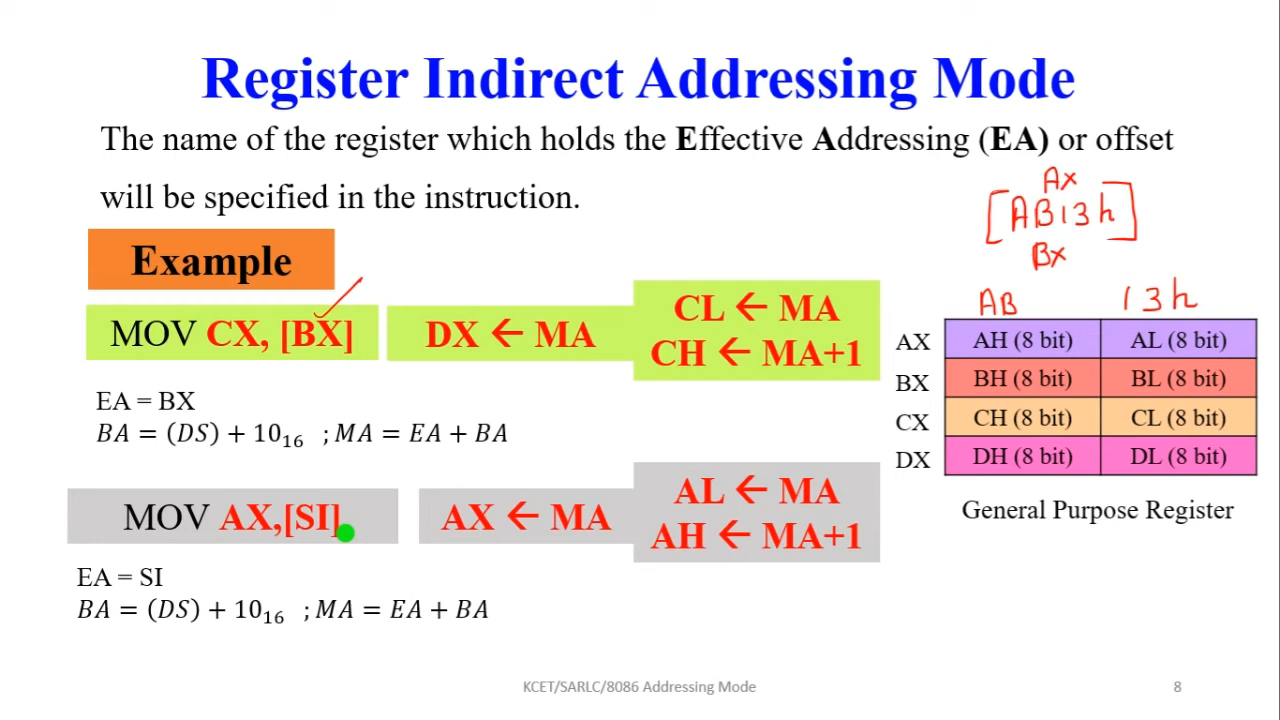 Register Indirect Addressing Mode
The name of the register which holds the Effective Addressing (EA) or offset
will be specified in the instruction.
Ax
[AB13h]
Bx
Example
MOV CX, [BX]
DX ← MA
CL ← MA
CH ← MA+1
EA = BX
BA = (DS) + 10₁₆ ; MA = EA + BA
MOV AX,[SI]
AX ← MA
AL ← MA
AH ← MA+1
EA = SI
BA = (DS) + 10₁₆ ; MA = EA + BA
AB 13h
AX AH (8 bit) AL (8 bit)
BX BH (8 bit) BL (8 bit)
CX CH (8 bit) CL (8 bit)
DX DH (8 bit) DL (8 bit)
General Purpose Register
KCET/SARLC/8086 Addressing Mode
8